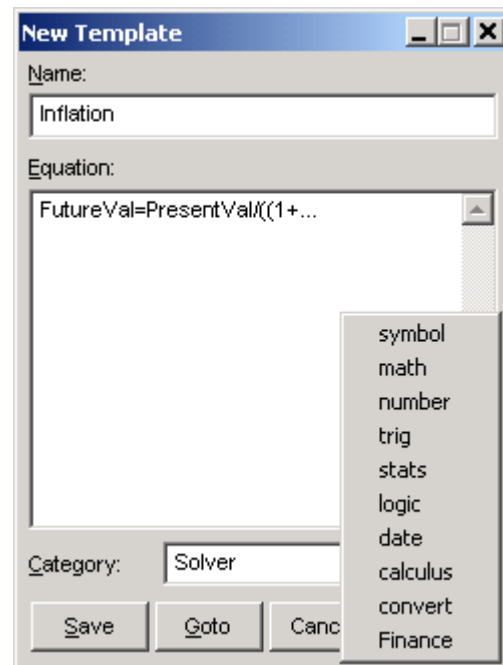 New Template
Name:
Inflation
Equation:
FutureVal=PresentVal/((1+...
symbol
math
number
trig
stats
logic
date
calculus
convert
Finance
Category:
Solver
Save
Goto
Canc